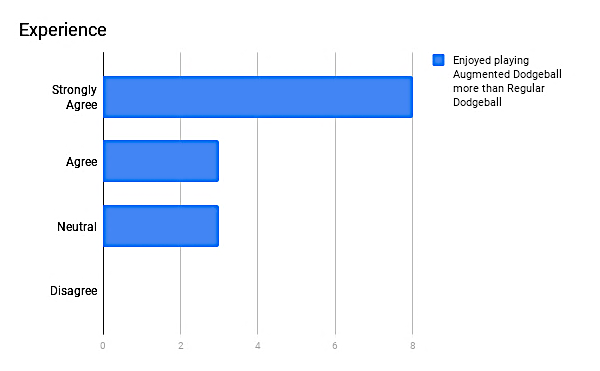 Experience
Enjoyed playing
Augmented Dodgeball
more than Regular
Dodgeball
Strongly
Agree
Agree
Neutral
Disagree
0 2 4 6 8